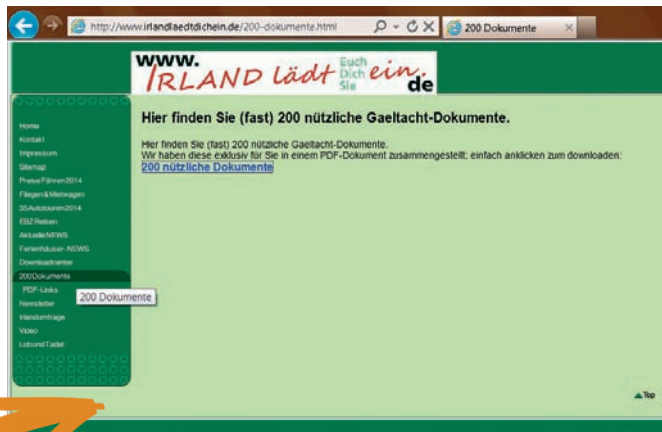 http://www.irlandlaedtdichein.de/200-dokumente.html
200 Dokumente
www.
IRLAND lädt Euch Dich Sie ein.de
Hier finden Sie (fast) 200 nützliche Gaeltacht-Dokumente.
Hier finden Sie (fast) 200 nützliche Gaeltacht-Dokumente.
Wir haben diese exklusiv für Sie in einem PDF-Dokument zusammengestellt; einfach anklicken zum downloaden:
200 nützliche Dokumente
Home
Kontakt
Impressum
Sitemap
Preise Fähren 2014
Fliegen & Mietwagen
35 Autotouren 2014
EBZ Reisen
Aktuelle NEWS
Ferienhäuser-NEWS
Downloadcenter
200 Dokumente
PDF-Links
200 Dokumente
Newsletter
Irlandumfrage
Video
Lob und Tadel
Top